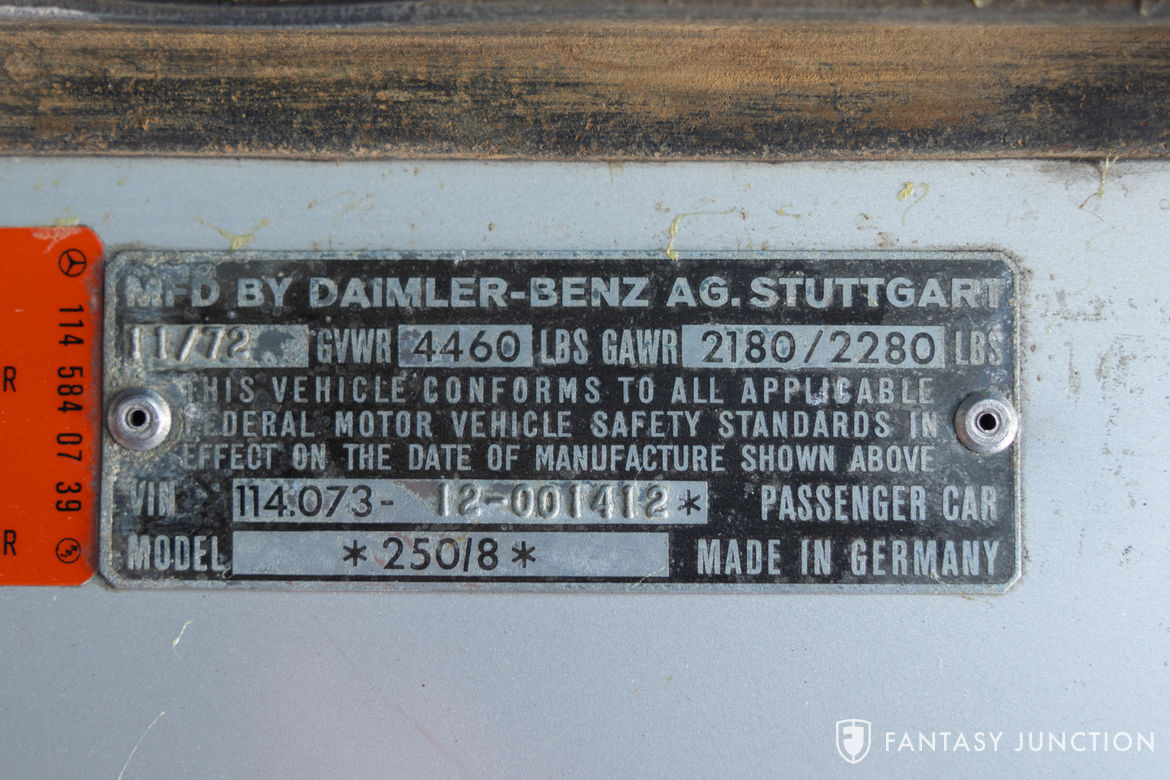 MFD BY DAIMLER-BENZ AG. STUTTGART
11/72 GVWR 4460 LBS GAWR 2180/2280 LBS
THIS VEHICLE CONFORMS TO ALL APPLICABLE
FEDERAL MOTOR VEHICLE SAFETY STANDARDS IN
EFFECT ON THE DATE OF MANUFACTURE SHOWN ABOVE
VIN 114.073- 12-001412* PASSENGER CAR
MODEL *250/8* MADE IN GERMANY
114 584 07 39
R
R
FANTASY JUNCTION